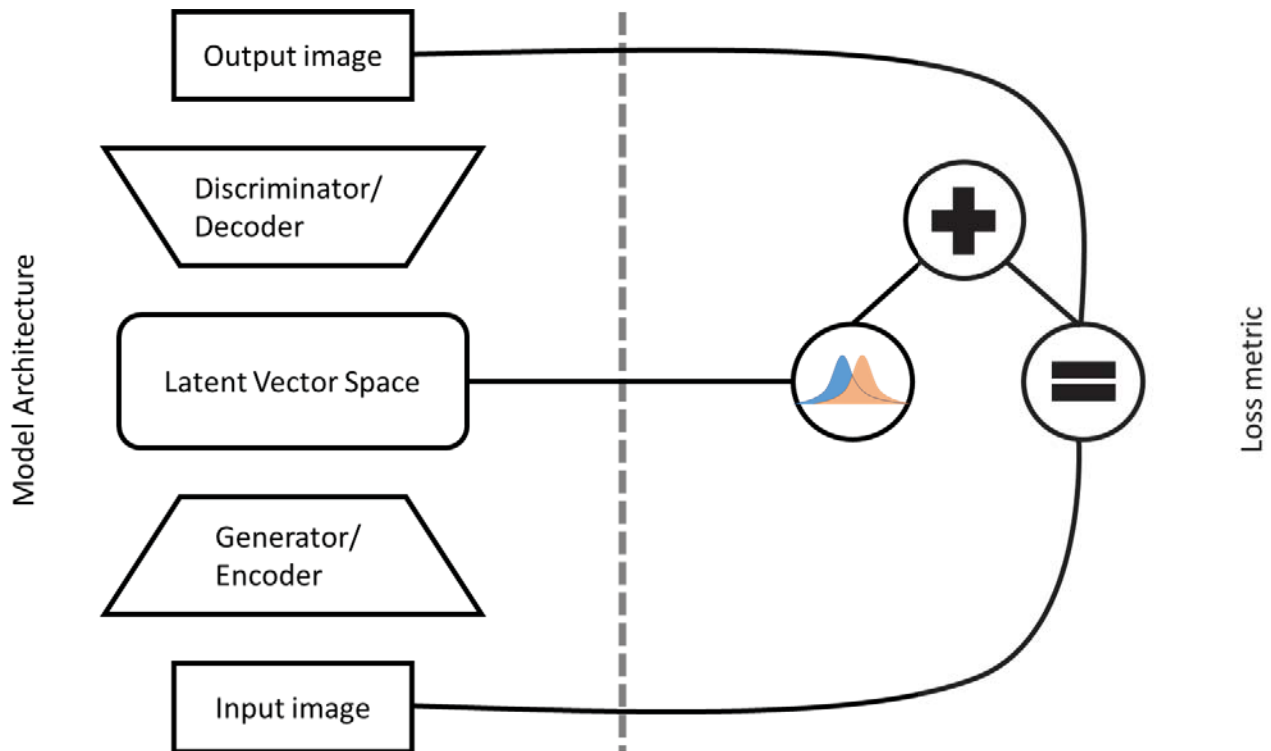 Output image
Discriminator/
Decoder
Model Architecture
Latent Vector Space
Loss metric
Generator/
Encoder
Input image